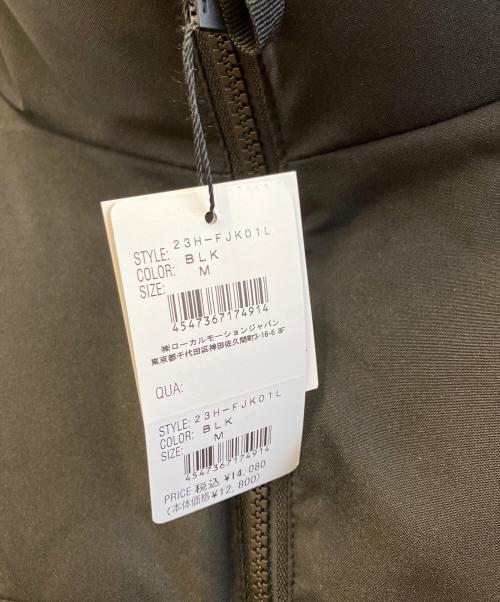 STYLE: 23H-FJK01L
COLOR: BLK
SIZE: M
4547367174914
㈱ローカルモーションジャパン
東京都千代田区神田佐久間町3-16-6 8F
QUA:
STYLE: 23H-FJK01L
COLOR: BLK
SIZE: M
4547367174914
PRICE 税込 ¥14,080
(本体価格¥12,800)